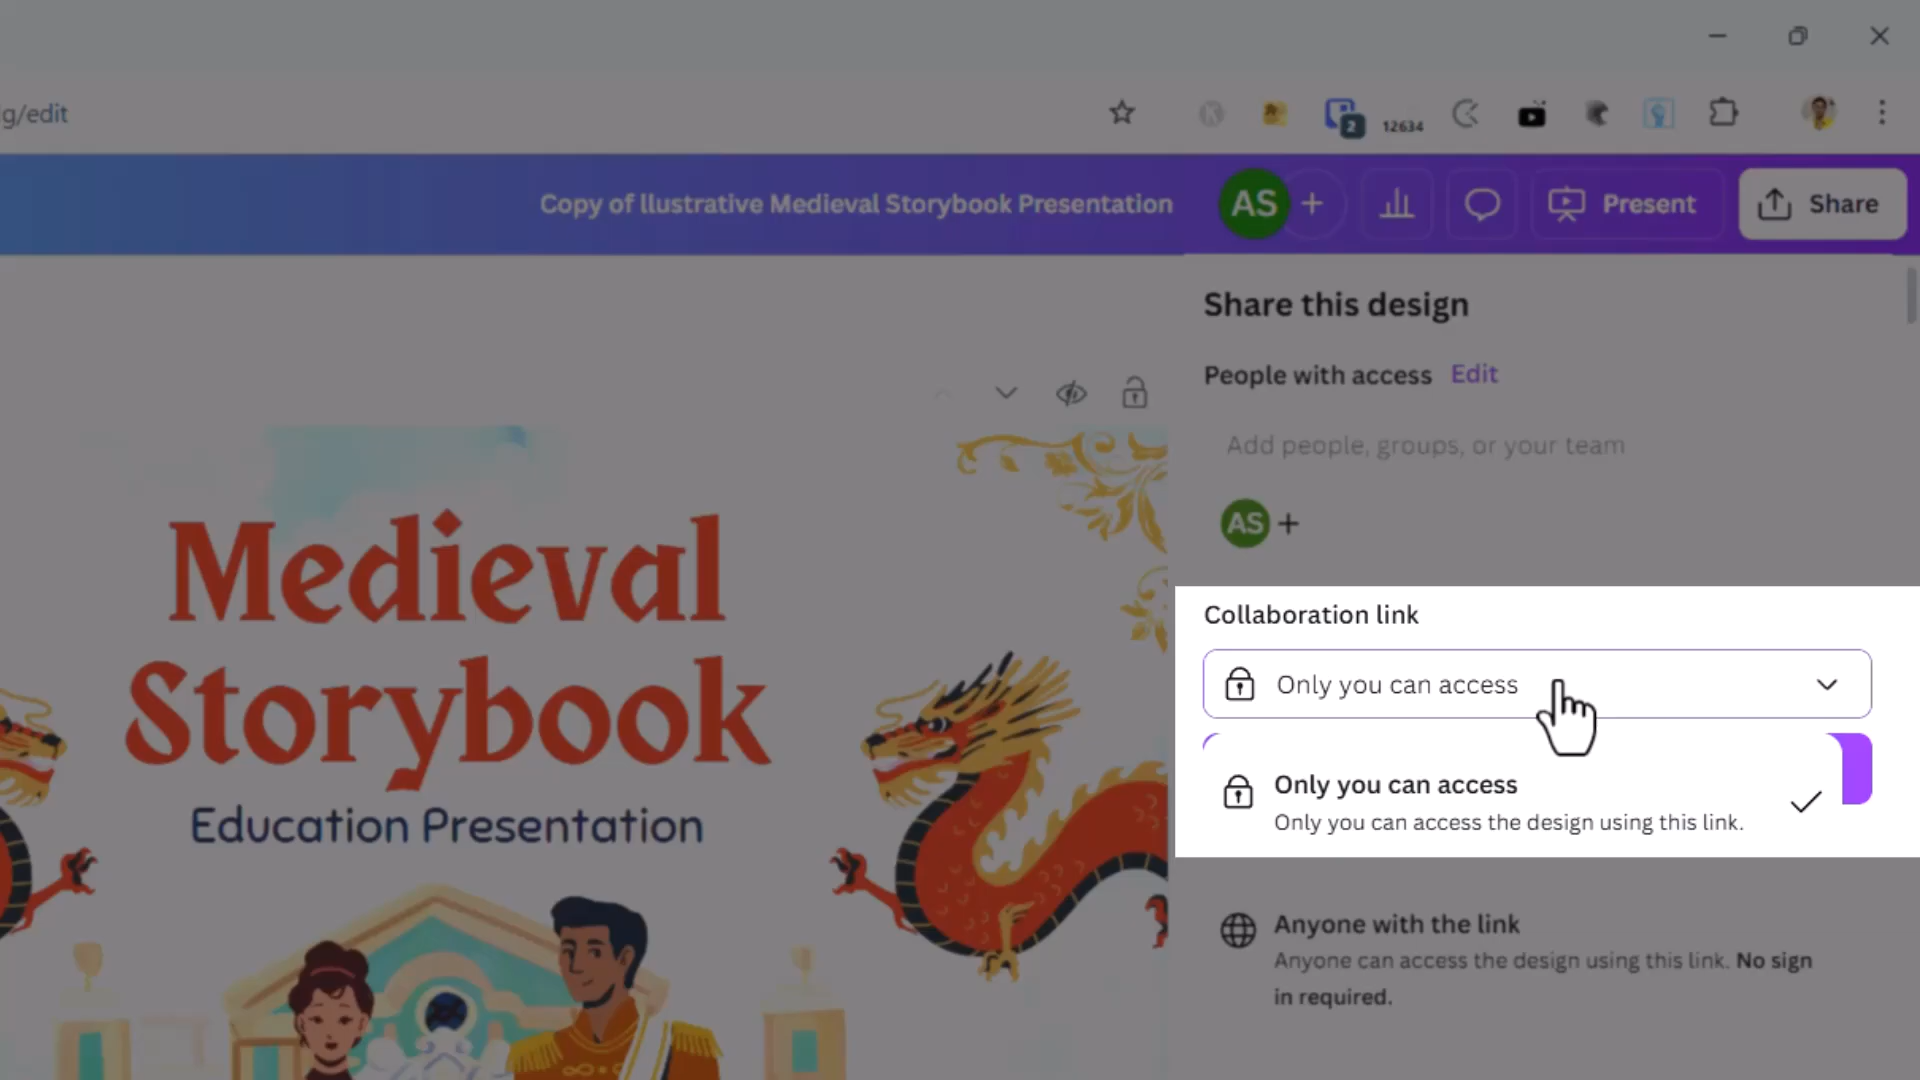 g/edit
2
12634
Copy of llustrative Medieval Storybook Presentation
AS
Present
Share
Share this design
People with access Edit
Add people, groups, or your team
AS
Medieval
Storybook
Education Presentation
Collaboration link
Only you can access
Only you can access
Only you can access the design using this link.
Anyone with the link
Anyone can access the design using this link. No sign
in required.